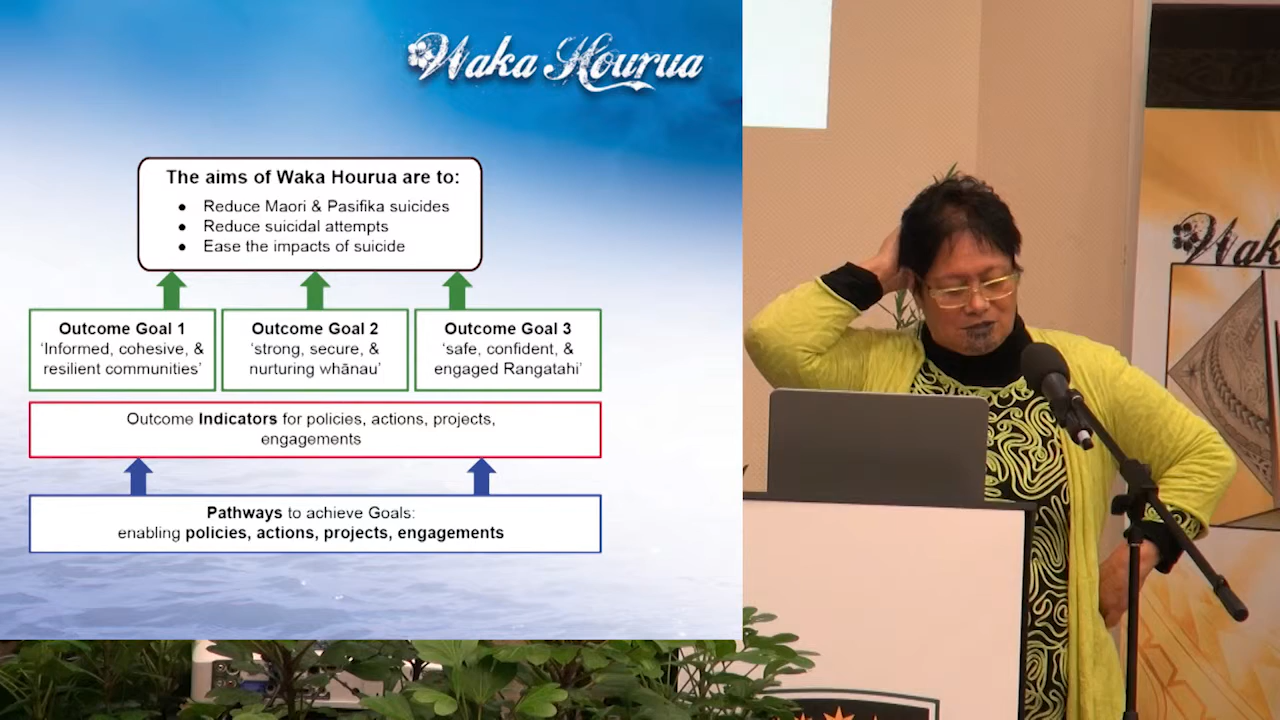 Waka Hourua
The aims of Waka Hourua are to:
● Reduce Maori & Pasifika suicides
● Reduce suicidal attempts
● Ease the impacts of suicide
Outcome Goal 1
‘Informed, cohesive, &
resilient communities’
Outcome Goal 2
‘strong, secure, &
nurturing whānau’
Outcome Goal 3
‘safe, confident, &
engaged Rangatahi’
Outcome Indicators for policies, actions, projects,
engagements
Pathways to achieve Goals:
enabling policies, actions, projects, engagements
Wak